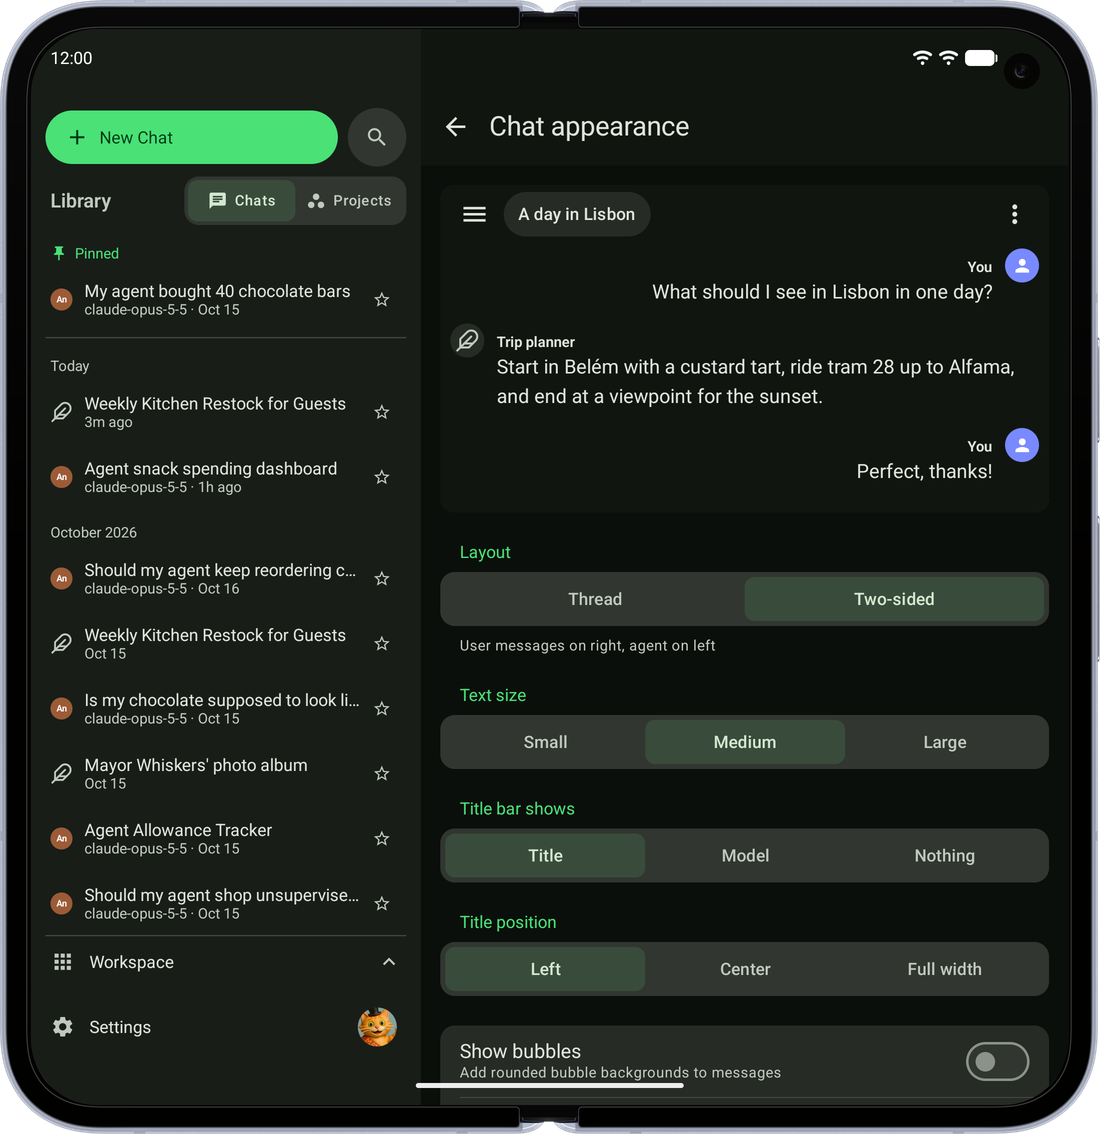 12:00
New Chat
Library
Chats
Projects
Pinned
An
My agent bought 40 chocolate bars
claude-opus-5-5 · Oct 15
Today
Weekly Kitchen Restock for Guests
3m ago
An
Agent snack spending dashboard
claude-opus-5-5 · 1h ago
October 2026
An
Should my agent keep reordering c…
claude-opus-5-5 · Oct 16
Weekly Kitchen Restock for Guests
Oct 15
An
Is my chocolate supposed to look li…
claude-opus-5-5 · Oct 15
Mayor Whiskers' photo album
Oct 15
An
Agent Allowance Tracker
claude-opus-5-5 · Oct 15
An
Should my agent shop unsupervise…
claude-opus-5-5 · Oct 15
Workspace
Settings
Chat appearance
A day in Lisbon
You
What should I see in Lisbon in one day?
Trip planner
Start in Belém with a custard tart, ride tram 28 up to Alfama,
and end at a viewpoint for the sunset.
You
Perfect, thanks!
Layout
Thread
Two-sided
User messages on right, agent on left
Text size
Small
Medium
Large
Title bar shows
Title
Model
Nothing
Title position
Left
Center
Full width
Show bubbles
Add rounded bubble backgrounds to messages